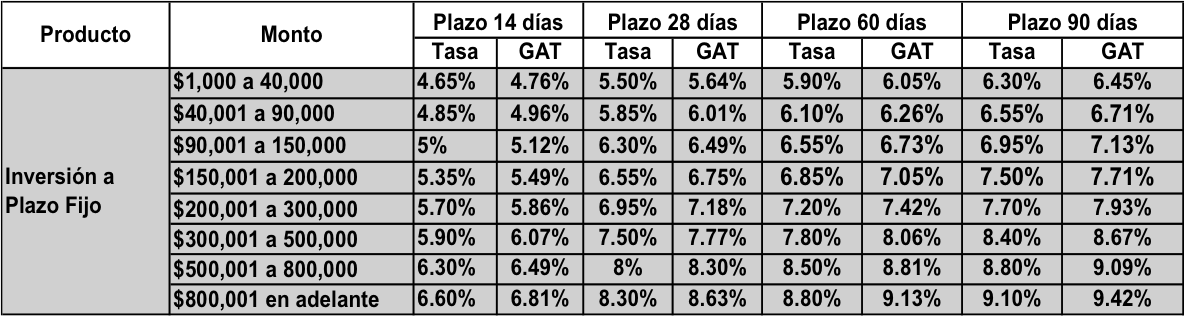 Producto Monto Plazo 14 días Plazo 28 días Plazo 60 días Plazo 90 días
Tasa GAT Tasa GAT Tasa GAT Tasa GAT
Inversión a Plazo Fijo
$1,000 a 40,000 4.65% 4.76% 5.50% 5.64% 5.90% 6.05% 6.30% 6.45%
$40,001 a 90,000 4.85% 4.96% 5.85% 6.01% 6.10% 6.26% 6.55% 6.71%
$90,001 a 150,000 5% 5.12% 6.30% 6.49% 6.55% 6.73% 6.95% 7.13%
$150,001 a 200,000 5.35% 5.49% 6.55% 6.75% 6.85% 7.05% 7.50% 7.71%
$200,001 a 300,000 5.70% 5.86% 6.95% 7.18% 7.20% 7.42% 7.70% 7.93%
$300,001 a 500,000 5.90% 6.07% 7.50% 7.77% 7.80% 8.06% 8.40% 8.67%
$500,001 a 800,000 6.30% 6.49% 8% 8.30% 8.50% 8.81% 8.80% 9.09%
$800,001 en adelante 6.60% 6.81% 8.30% 8.63% 8.80% 9.13% 9.10% 9.42%